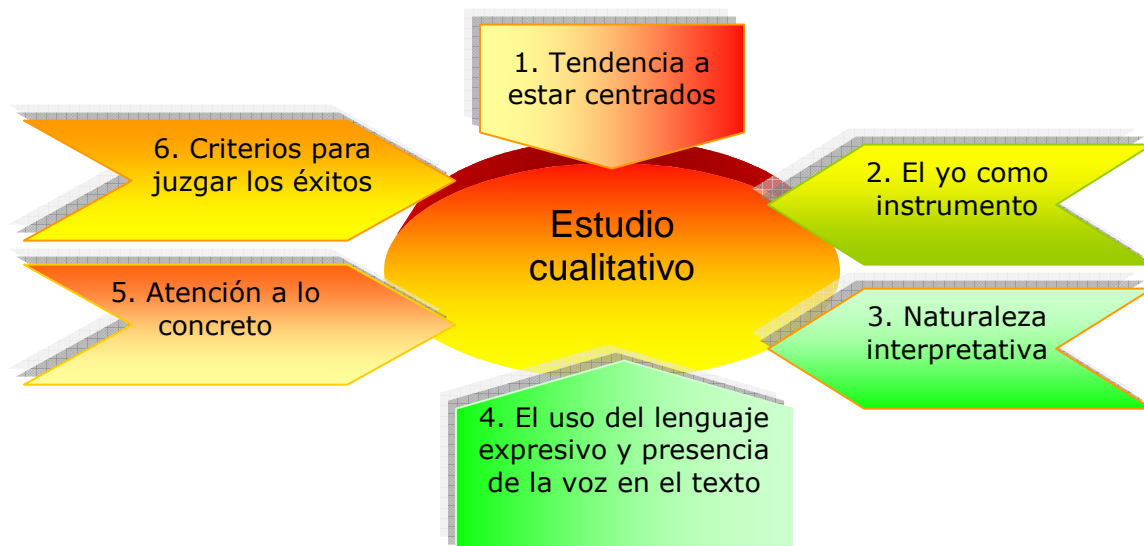 1. Tendencia a
estar centrados
2. El yo como
instrumento
3. Naturaleza
interpretativa
4. El uso del lenguaje
expresivo y presencia
de la voz en el texto
5. Atención a lo
concreto
6. Criterios para
juzgar los éxitos
Estudio
cualitativo